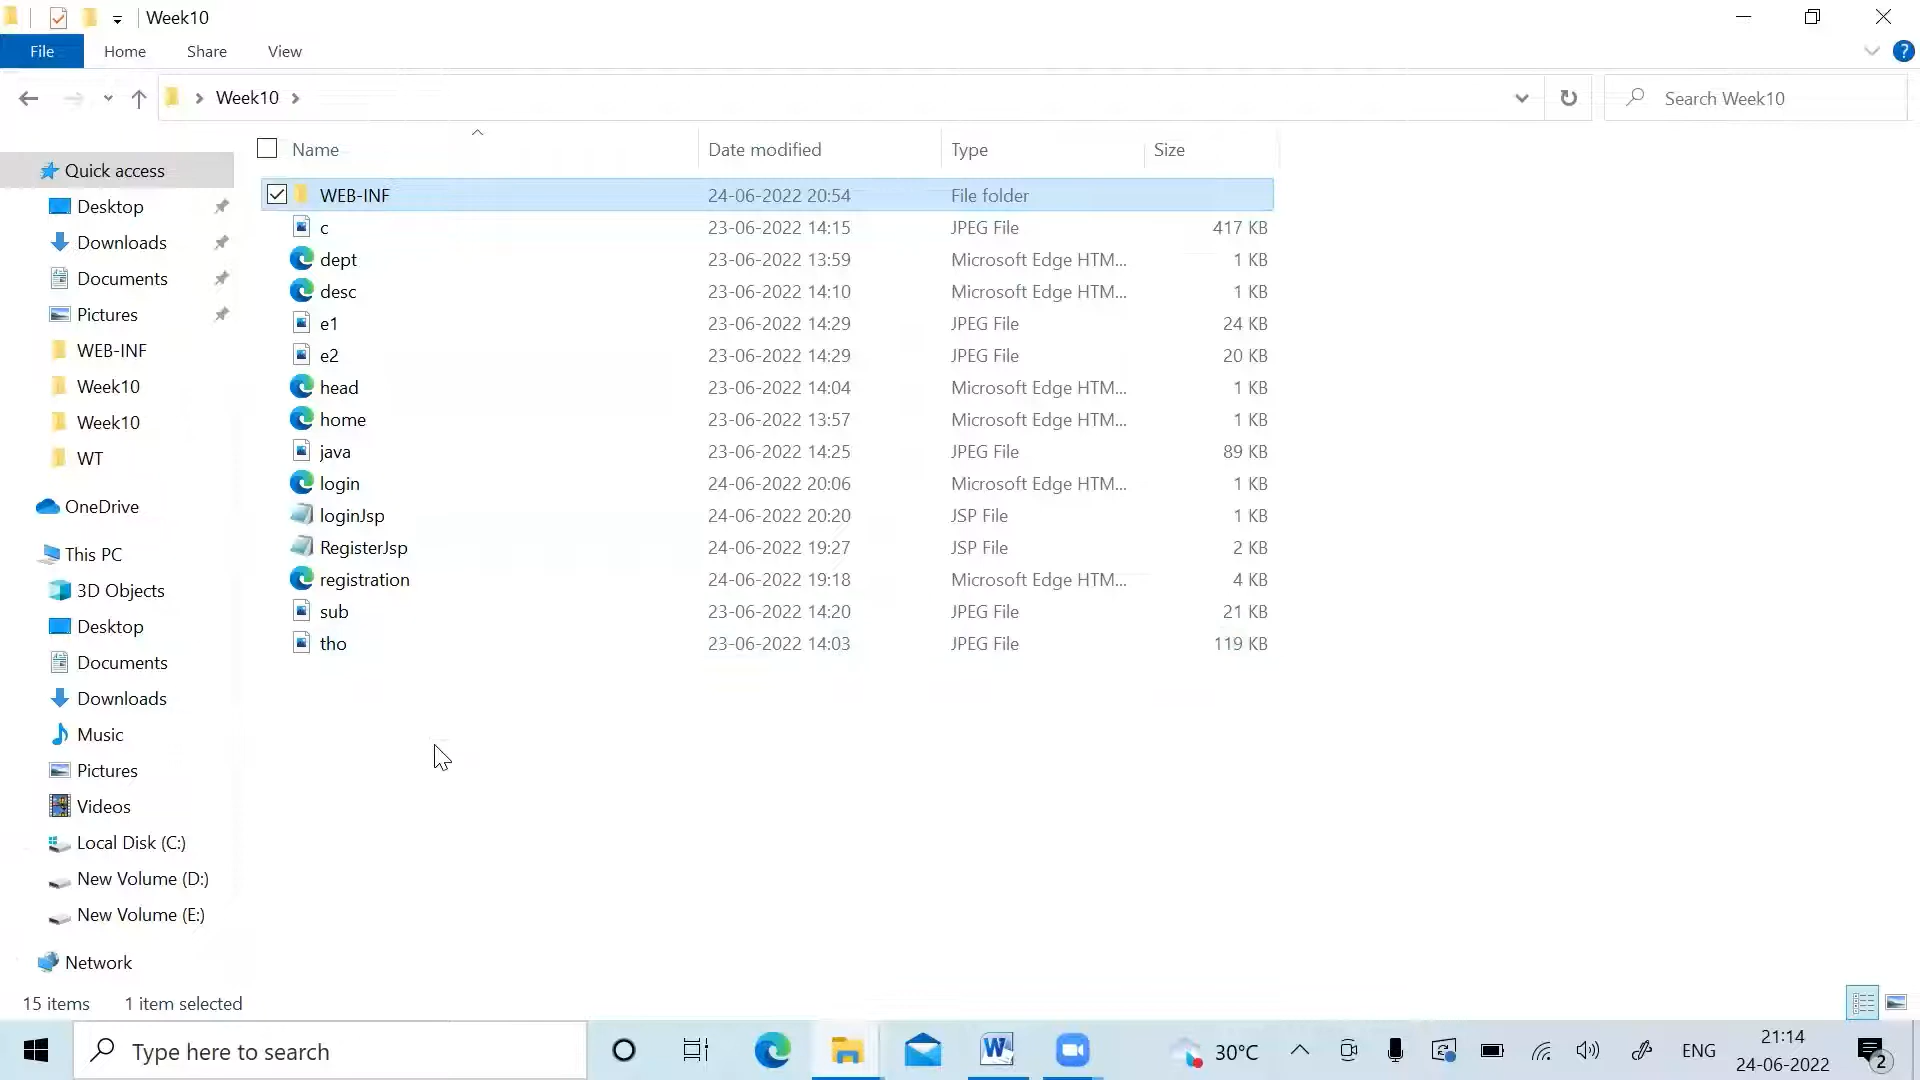 Week10
File Home Share View
Week10
Search Week10
Name Date modified Type Size
Quick access
Desktop
Downloads
Documents
Pictures
WEB-INF
Week10
Week10
WT
OneDrive
This PC
3D Objects
Desktop
Documents
Downloads
Music
Pictures
Videos
Local Disk (C:)
New Volume (D:)
New Volume (E:)
Network
WEB-INF 24-06-2022 20:54 File folder
c 23-06-2022 14:15 JPEG File 417 KB
dept 23-06-2022 13:59 Microsoft Edge HTM... 1 KB
desc 23-06-2022 14:10 Microsoft Edge HTM... 1 KB
e1 23-06-2022 14:29 JPEG File 24 KB
e2 23-06-2022 14:29 JPEG File 20 KB
head 23-06-2022 14:04 Microsoft Edge HTM... 1 KB
home 23-06-2022 13:57 Microsoft Edge HTM... 1 KB
java 23-06-2022 14:25 JPEG File 89 KB
login 24-06-2022 20:06 Microsoft Edge HTM... 1 KB
loginJsp 24-06-2022 20:20 JSP File 1 KB
RegisterJsp 24-06-2022 19:27 JSP File 2 KB
registration 24-06-2022 19:18 Microsoft Edge HTM... 4 KB
sub 23-06-2022 14:20 JPEG File 21 KB
tho 23-06-2022 14:03 JPEG File 119 KB
15 items 1 item selected
Type here to search
30°C
ENG
21:14
24-06-2022
2